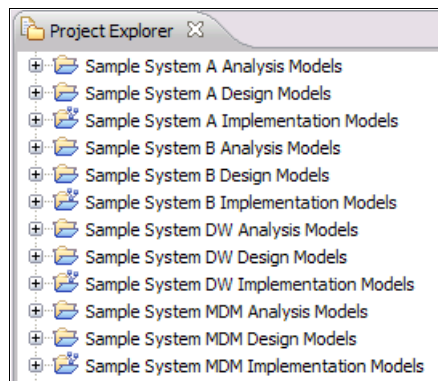 Project Explorer
Sample System A Analysis Models
Sample System A Design Models
Sample System A Implementation Models
Sample System B Analysis Models
Sample System B Design Models
Sample System B Implementation Models
Sample System DW Analysis Models
Sample System DW Design Models
Sample System DW Implementation Models
Sample System MDM Analysis Models
Sample System MDM Design Models
Sample System MDM Implementation Models